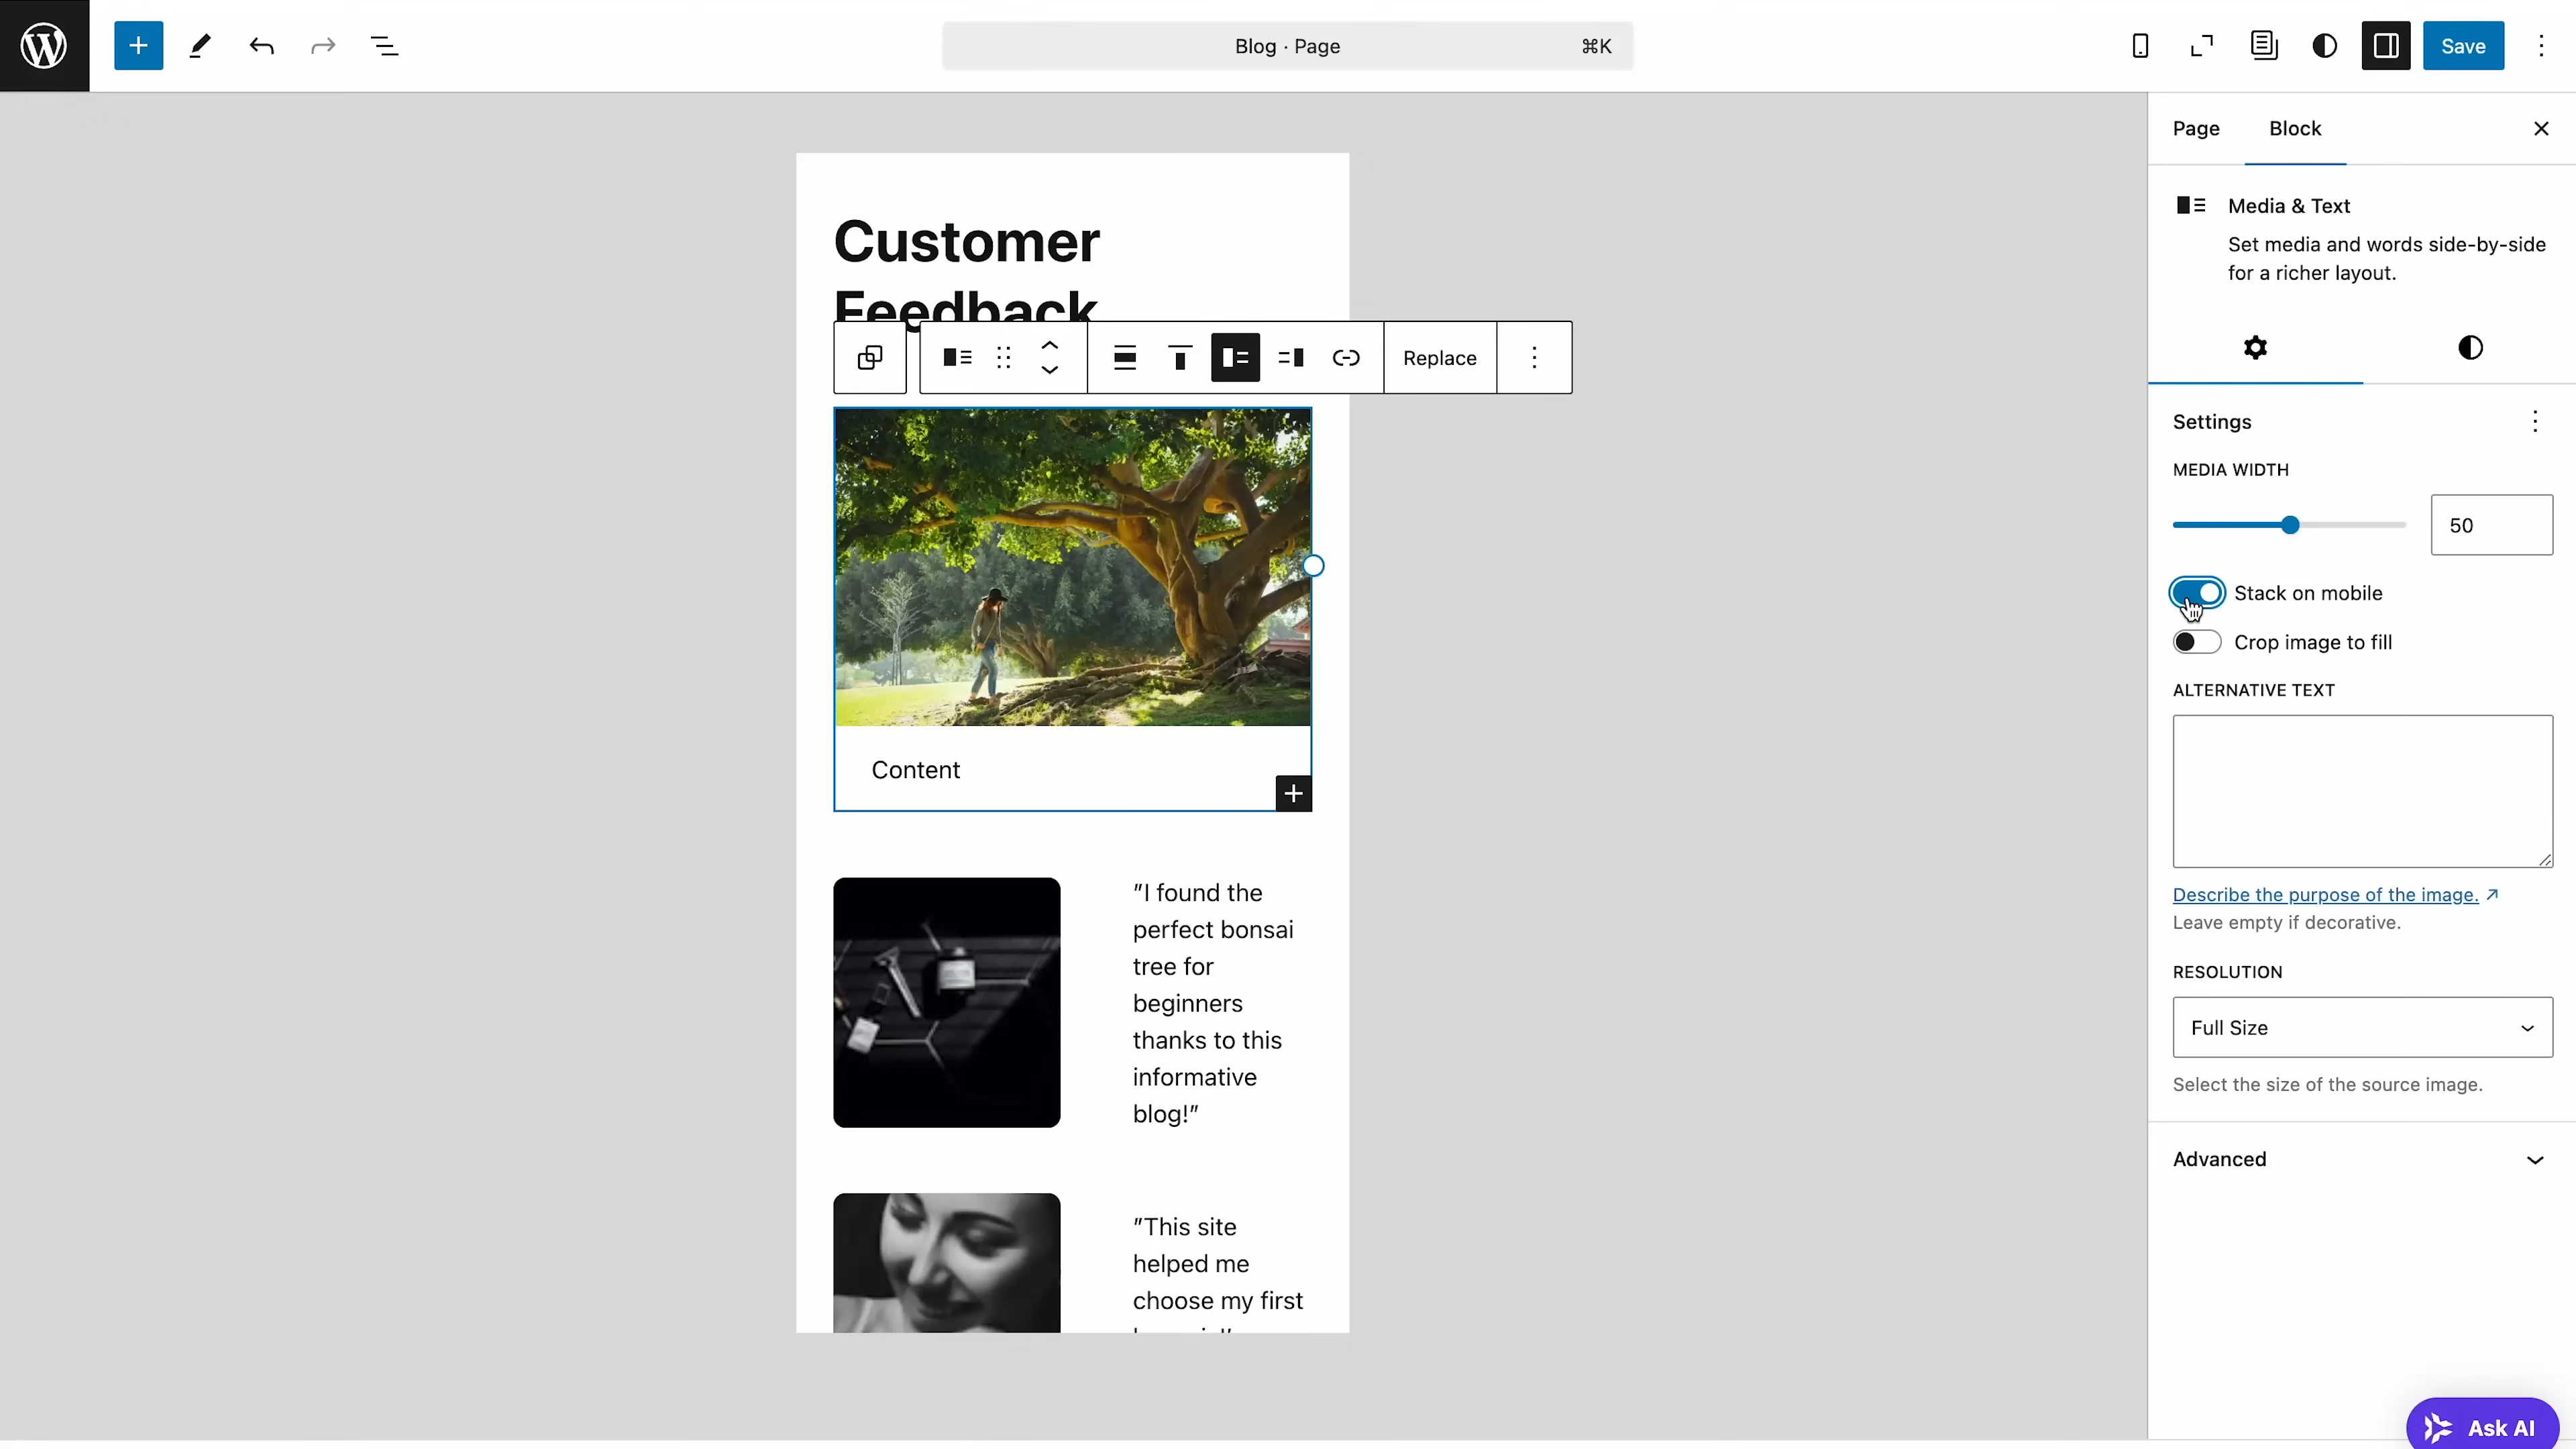 Blog · Page
⌘K
Save
Page
Block
Media & Text
Set media and words side-by-side
for a richer layout.
Customer
Feedback
Replace
Settings
MEDIA WIDTH
50
Stack on mobile
Crop image to fill
ALTERNATIVE TEXT
Content
Describe the purpose of the image. ↗
Leave empty if decorative.
RESOLUTION
Full Size
Select the size of the source image.
Advanced
"I found the
perfect bonsai
tree for
beginners
thanks to this
informative
blog!"
"This site
helped me
choose my first
Ask AI